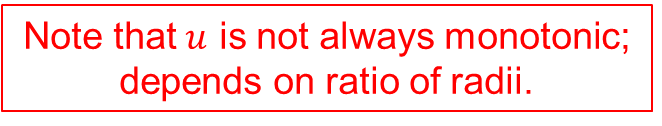 Note that 𝑢 is not always monotonic;
depends on ratio of radii.